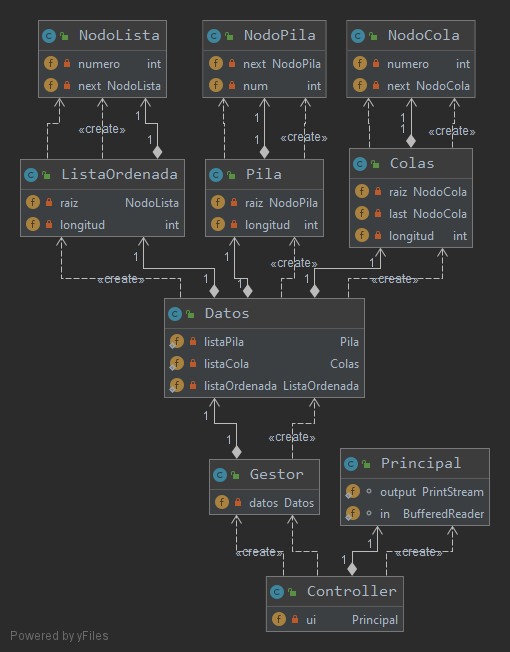 NodoLista
numero int
next NodoLista
NodoPila
next NodoPila
num int
NodoCola
numero int
next NodoCola
«create»
1
1
«create»
1
1
«create»
1
1
ListaOrdenada
raiz NodoLista
longitud int
Pila
raiz NodoPila
longitud int
Colas
raiz NodoCola
last NodoCola
longitud int
«create»
1
1
1
1
«create»
1
1
«create»
Datos
listaPila Pila
listaCola Colas
listaOrdenada ListaOrdenada
1
1
«create»
Gestor
datos Datos
Principal
output PrintStream
in BufferedReader
«create»
1
1
«create»
Controller
ui Principal
Powered by yFiles